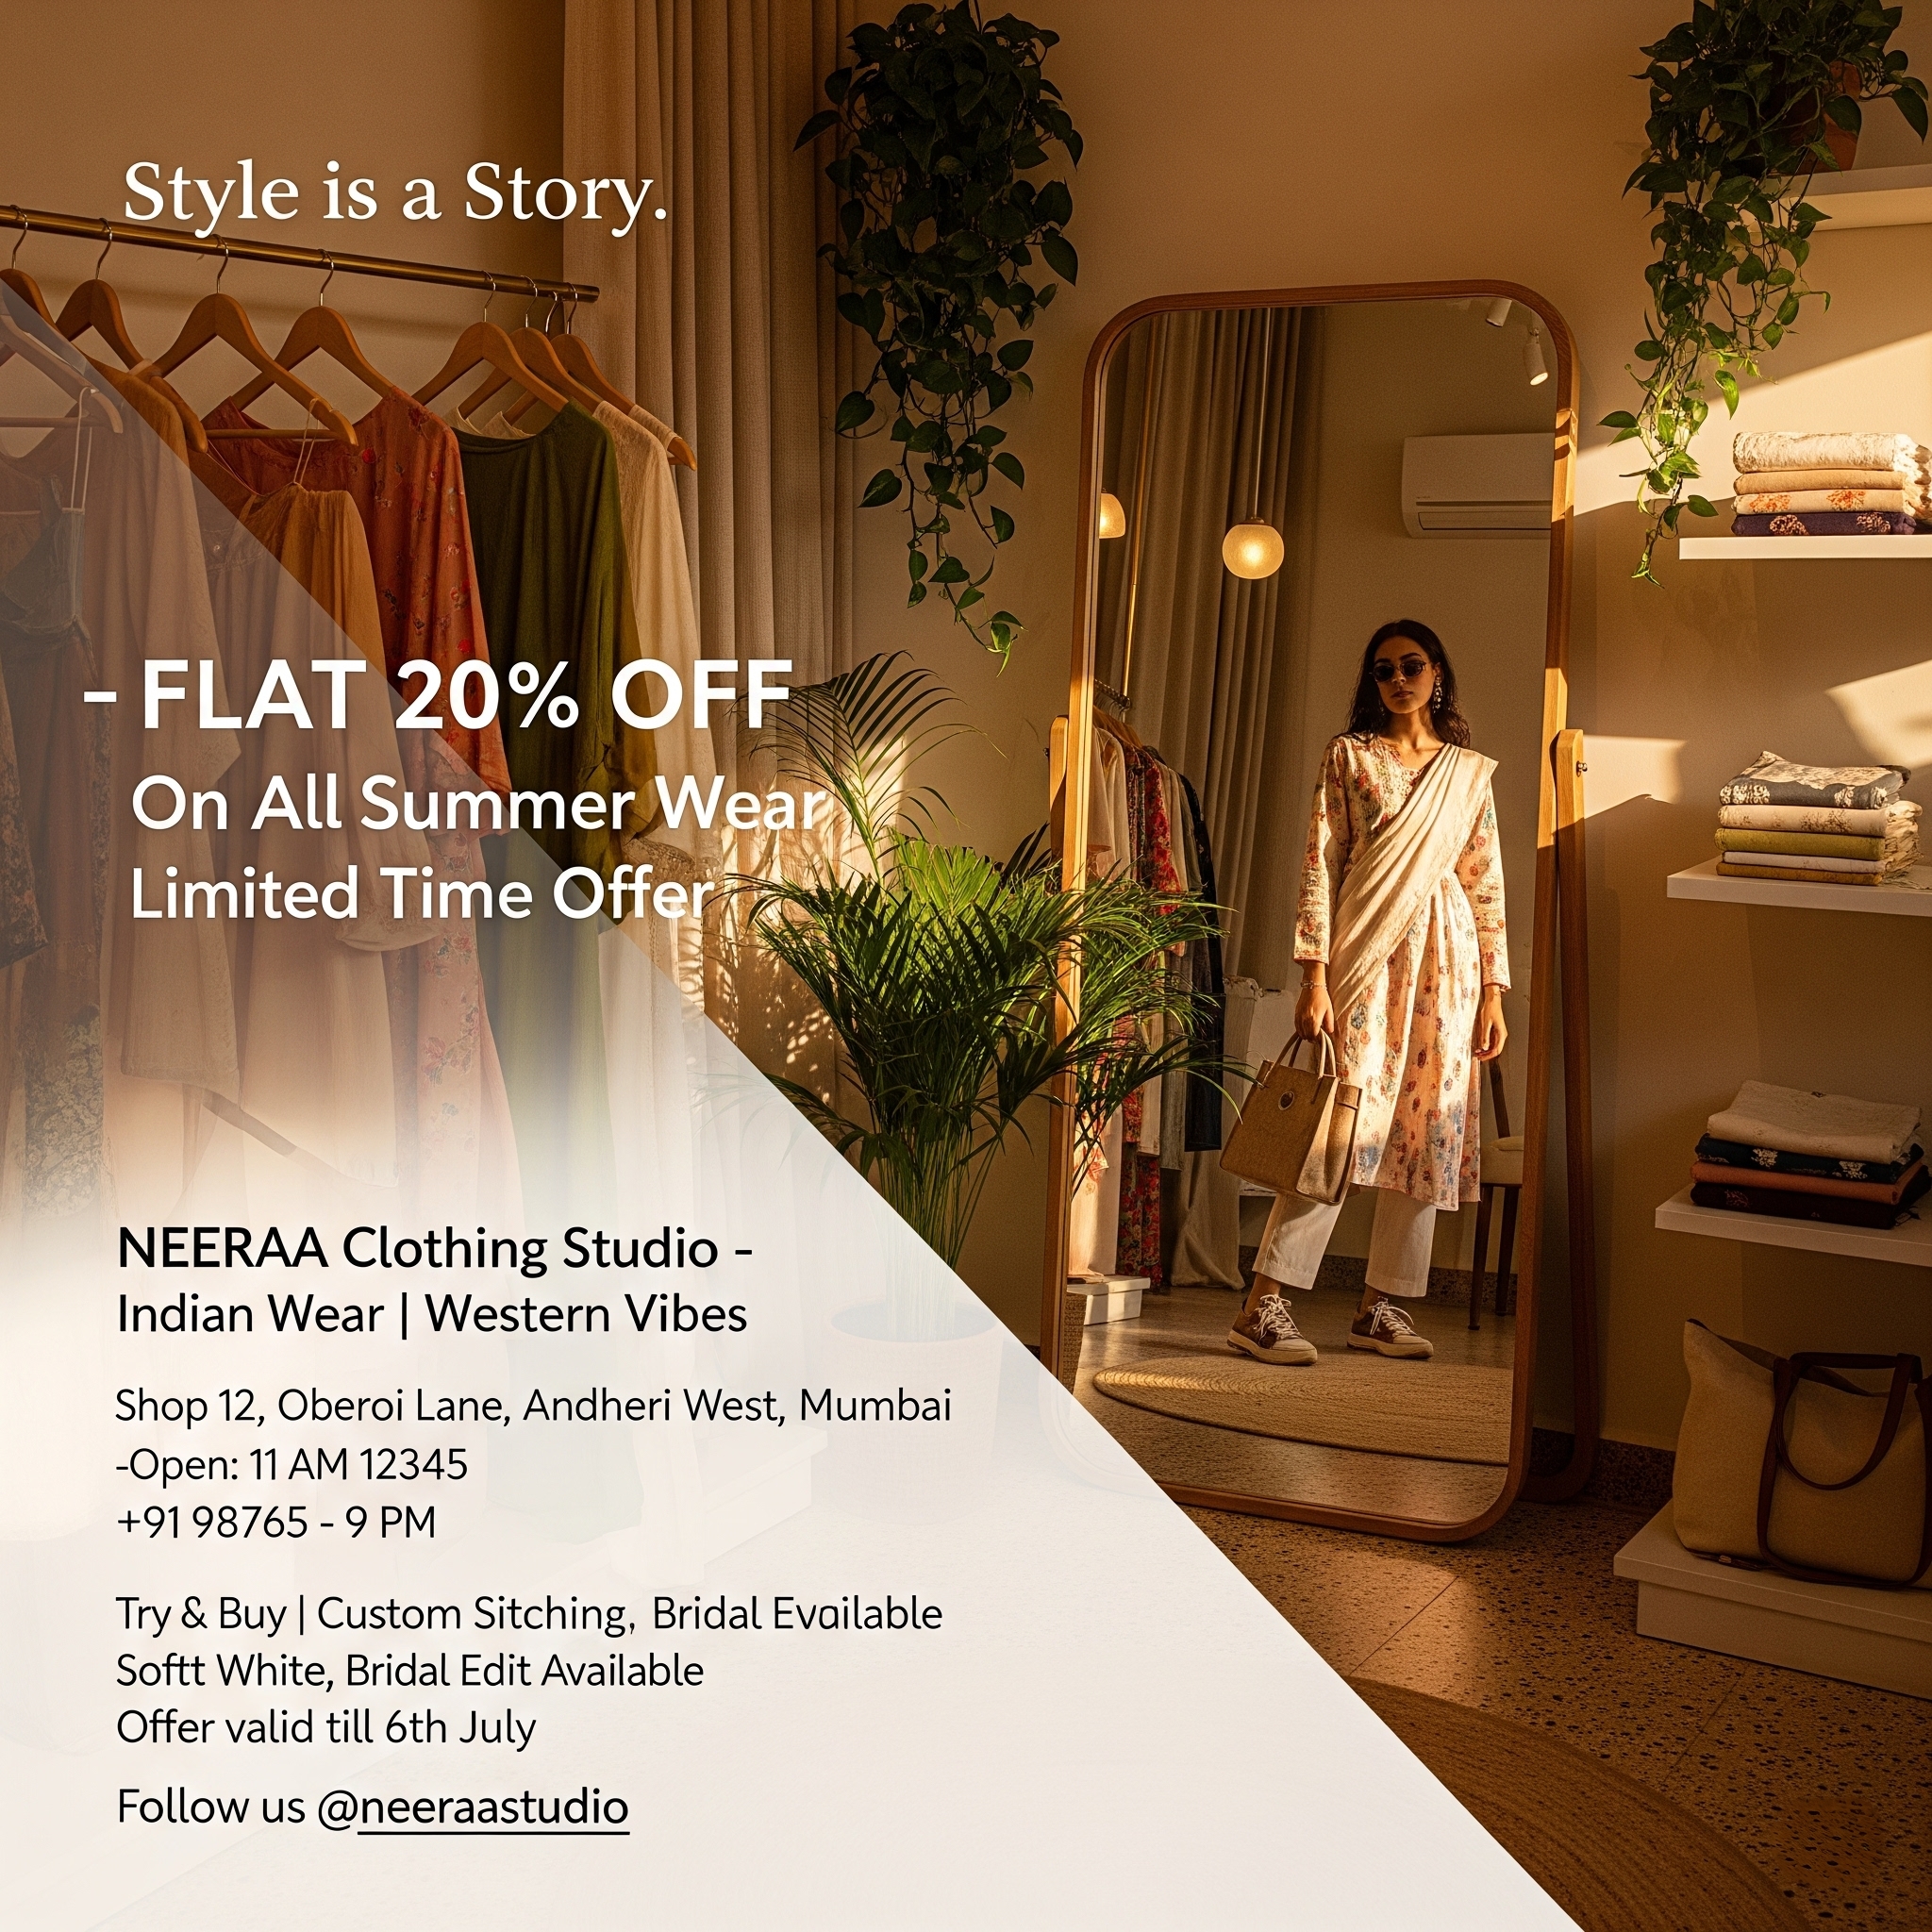 Style is a Story.
- FLAT 20% OFF
On All Summer Wear
Limited Time Offer
NEERAA Clothing Studio -
Indian Wear | Western Vibes
Shop 12, Oberoi Lane, Andheri West, Mumbai
-Open: 11 AM 12345
+91 98765 - 9 PM
Try & Buy | Custom Sitching, Bridal Evailable
Softt White, Bridal Edit Available
Offer valid till 6th July
Follow us @neeraastudio